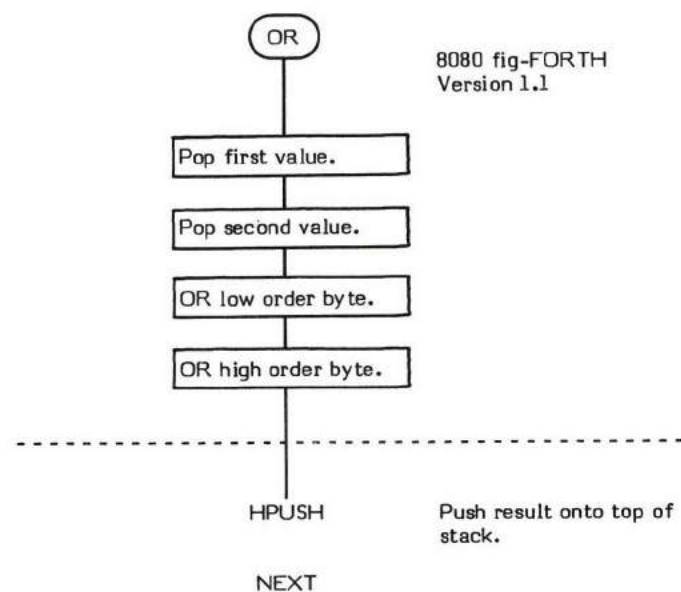 OR
8080 fig-FORTH
Version 1.1
Pop first value.
Pop second value.
OR low order byte.
OR high order byte.
HPUSH
Push result onto top of
stack.
NEXT